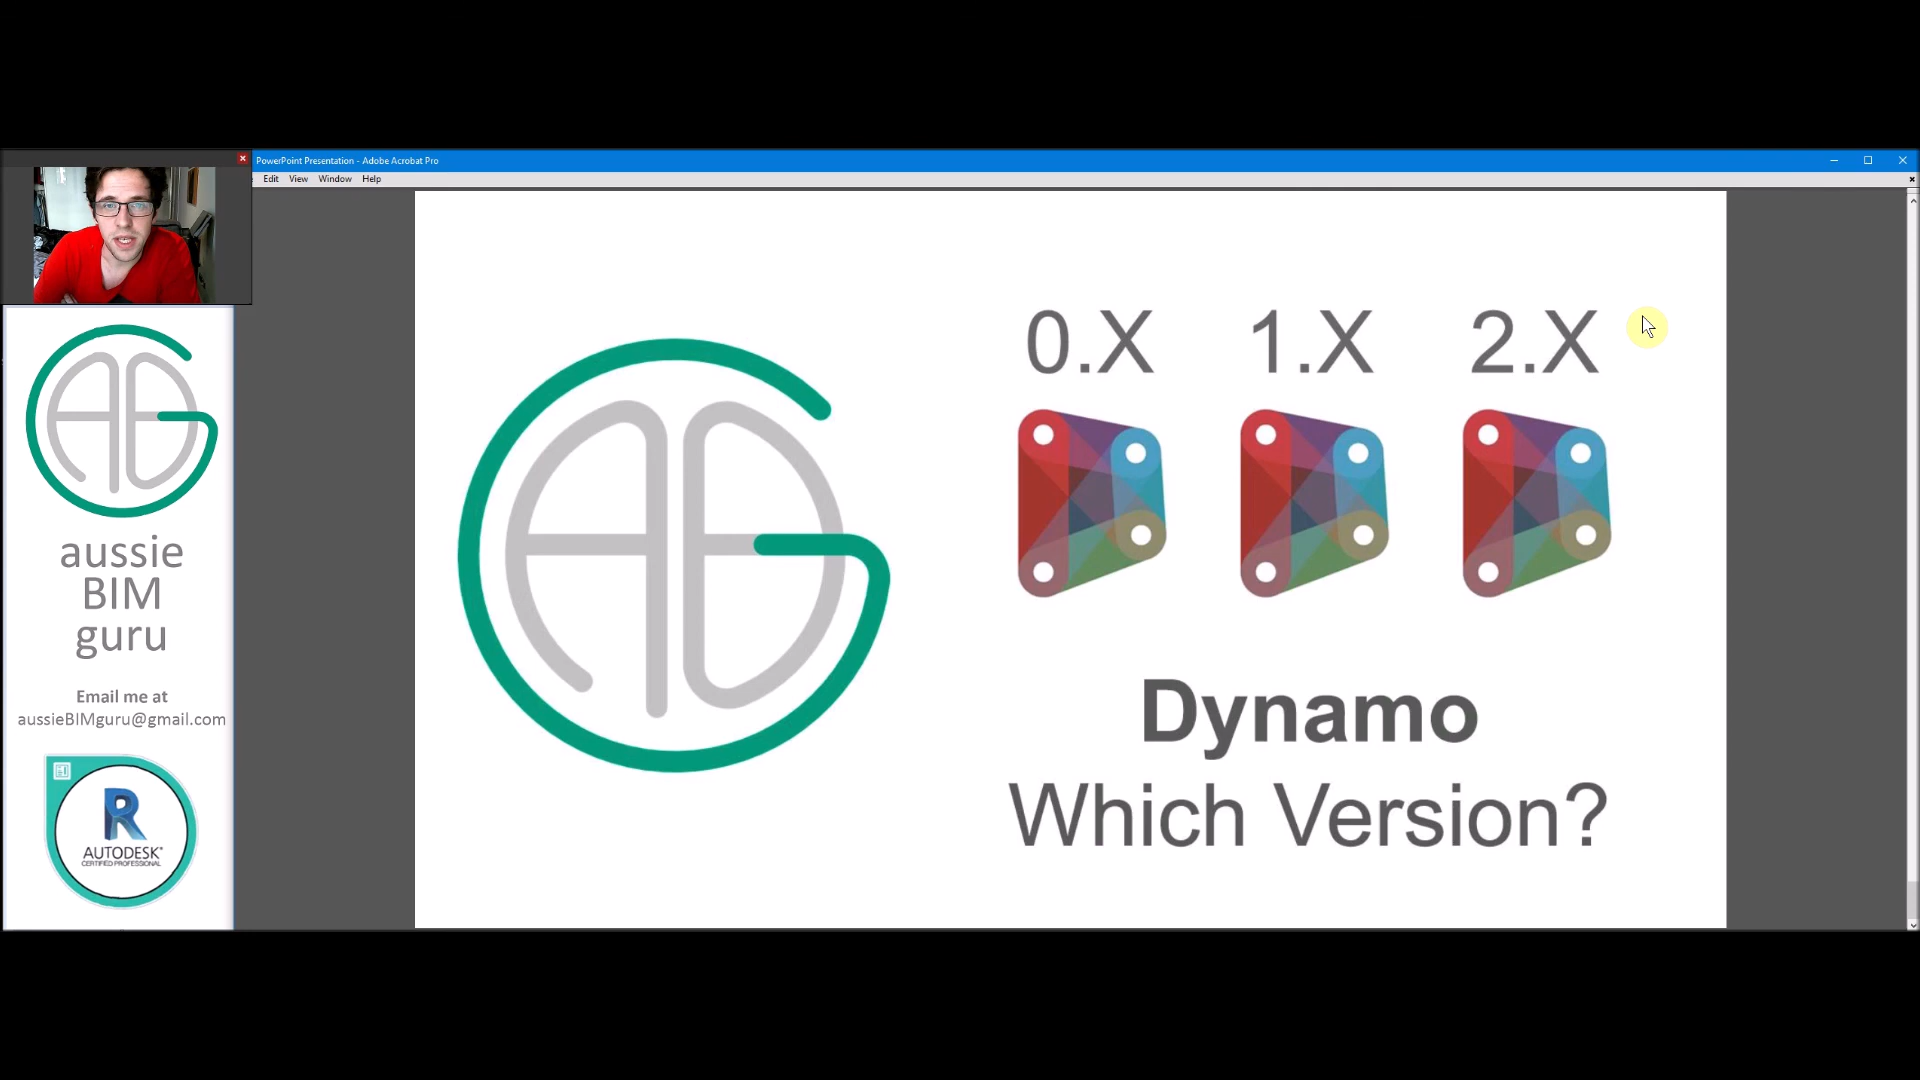 PowerPoint Presentation - Adobe Acrobat Pro
Edit View Window Help
aussie
BIM
guru
Email me at
aussieBIMguru@gmail.com
R
AUTODESK®
CERTIFIED PROFESSIONAL
0.X 1.X 2.X
Dynamo
Which Version?